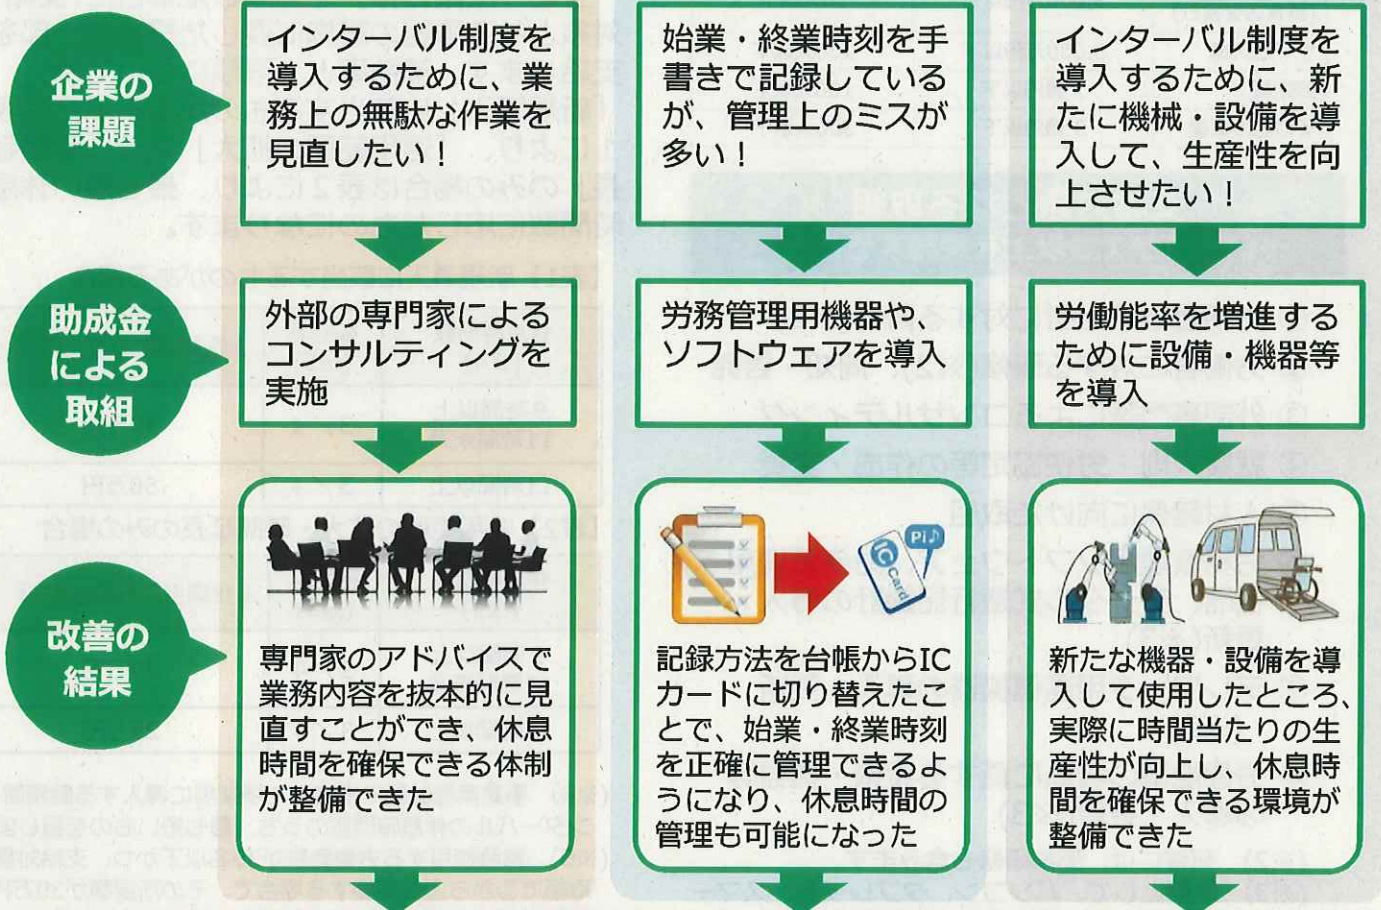 企業の
課題
インターバル制度を
導入するために、業
務上の無駄な作業を
見直したい！
始業・終業時刻を手
書きで記録している
が、管理上のミスが
多い！
インターバル制度を
導入するために、新
たに機械・設備を導
入して、生産性を向
上させたい！
助成金
による
取組
外部の専門家による
コンサルティングを
実施
労務管理用機器や、
ソフトウェアを導入
労働能率を増進する
ために設備・機器等
を導入
改善の
結果
専門家のアドバイスで
業務内容を抜本的に見
直すことができ、休息
時間を確保できる体制
が整備できた
IC
Card
Pi♪
記録方法を台帳からIC
カードに切り替えたこ
とで、始業・終業時刻
を正確に管理できるよ
うになり、休息時間の
管理も可能になった
新たな機器・設備を導
入して使用したところ、
実際に時間当たりの生
産性が向上し、休息時
間を確保できる環境が
整備できた